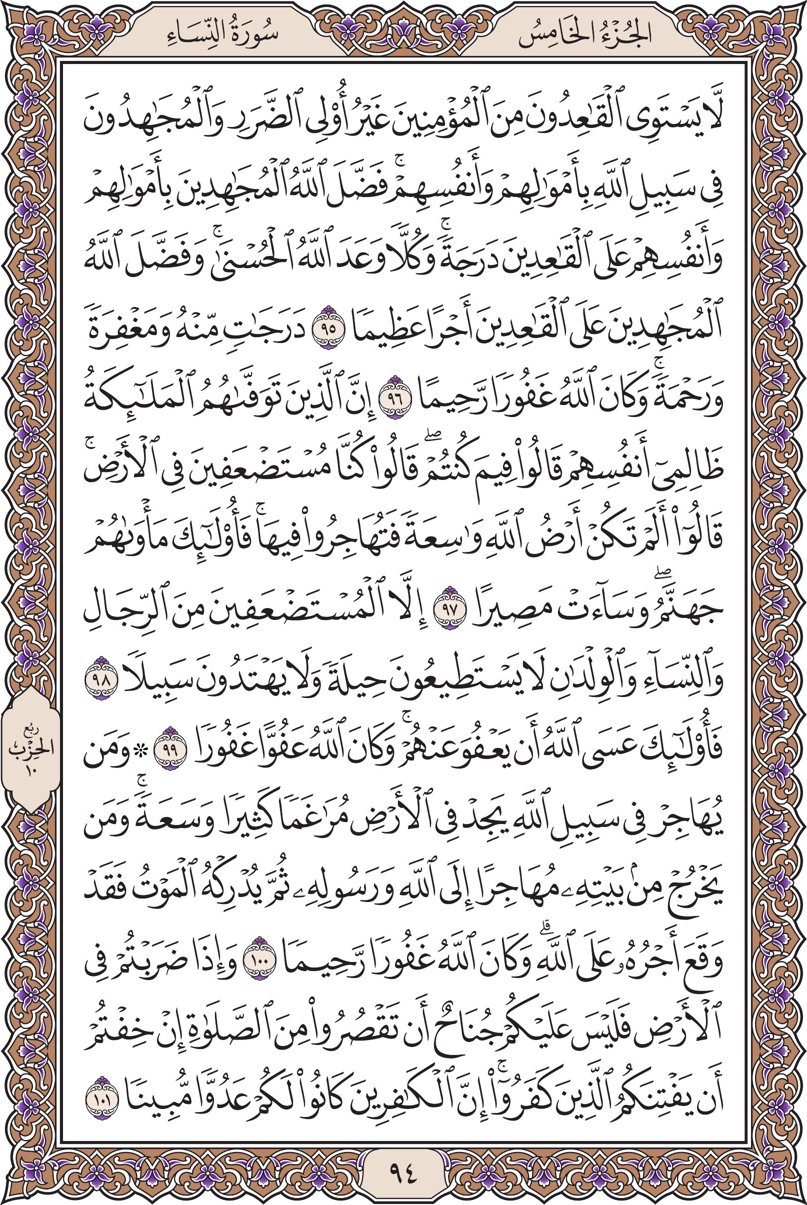 الجُزْءُ الخَامِسُ
سُورَةُ النِّسَاءِ
لَّا يَسْتَوِى ٱلْقَٰعِدُونَ مِنَ ٱلْمُؤْمِنِينَ غَيْرُ أُو۟لِى ٱلضَّرَرِ وَٱلْمُجَٰهِدُونَ
فِى سَبِيلِ ٱللَّهِ بِأَمْوَٰلِهِمْ وَأَنفُسِهِمْ ۚ فَضَّلَ ٱللَّهُ ٱلْمُجَٰهِدِينَ بِأَمْوَٰلِهِمْ
وَأَنفُسِهِمْ عَلَى ٱلْقَٰعِدِينَ دَرَجَةً ۚ وَكُلًّا وَعَدَ ٱللَّهُ ٱلْحُسْنَىٰ ۚ وَفَضَّلَ ٱللَّهُ
ٱلْمُجَٰهِدِينَ عَلَى ٱلْقَٰعِدِينَ أَجْرًا عَظِيمًا ٩٥ دَرَجَٰتٍ مِّنْهُ وَمَغْفِرَةً
وَرَحْمَةً ۚ وَكَانَ ٱللَّهُ غَفُورًا رَّحِيمًا ٩٦ إِنَّ ٱلَّذِينَ تَوَفَّىٰهُمُ ٱلْمَلَٰٓئِكَةُ
ظَالِمِىٓ أَنفُسِهِمْ قَالُوا۟ فِيمَ كُنتُمْ ۖ قَالُوا۟ كُنَّا مُسْتَضْعَفِينَ فِى ٱلْأَرْضِ ۚ
قَالُوٓا۟ أَلَمْ تَكُنْ أَرْضُ ٱللَّهِ وَٰسِعَةً فَتُهَاجِرُوا۟ فِيهَا ۚ فَأُو۟لَٰٓئِكَ مَأْوَىٰهُمْ
جَهَنَّمُ ۖ وَسَآءَتْ مَصِيرًا ٩٧ إِلَّا ٱلْمُسْتَضْعَفِينَ مِنَ ٱلرِّجَالِ
وَٱلنِّسَآءِ وَٱلْوِلْدَٰنِ لَا يَسْتَطِيعُونَ حِيلَةً وَلَا يَهْتَدُونَ سَبِيلًا ٩٨
فَأُو۟لَٰٓئِكَ عَسَى ٱللَّهُ أَن يَعْفُوَ عَنْهُمْ ۚ وَكَانَ ٱللَّهُ عَفُوًّا غَفُورًا ٩٩ ۞ وَمَن
يُهَاجِرْ فِى سَبِيلِ ٱللَّهِ يَجِدْ فِى ٱلْأَرْضِ مُرَٰغَمًا كَثِيرًا وَسَعَةً ۚ وَمَن
يَخْرُجْ مِنۢ بَيْتِهِۦ مُهَاجِرًا إِلَى ٱللَّهِ وَرَسُولِهِۦ ثُمَّ يُدْرِكْهُ ٱلْمَوْتُ فَقَدْ
وَقَعَ أَجْرُهُۥ عَلَى ٱللَّهِ ۗ وَكَانَ ٱللَّهُ غَفُورًا رَّحِيمًا ١٠٠ وَإِذَا ضَرَبْتُمْ فِى
ٱلْأَرْضِ فَلَيْسَ عَلَيْكُمْ جُنَاحٌ أَن تَقْصُرُوا۟ مِنَ ٱلصَّلَوٰةِ إِنْ خِفْتُمْ
أَن يَفْتِنَكُمُ ٱلَّذِينَ كَفَرُوٓا۟ ۚ إِنَّ ٱلْكَٰفِرِينَ كَانُوا۟ لَكُمْ عَدُوًّا مُّبِينًا ١٠١
رُبْع
الحِزْب
١٠
٩٤